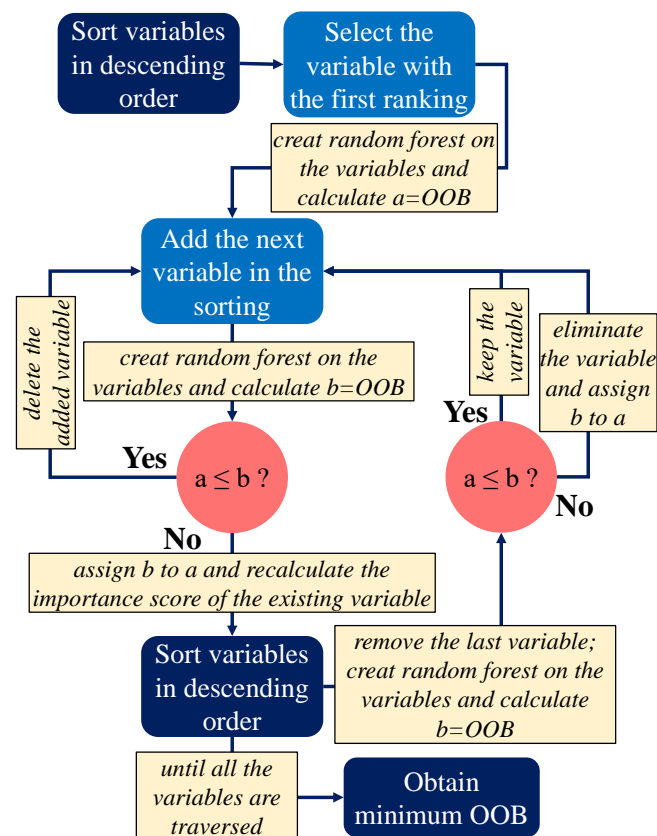 Sort variables
in descending
order
Select the
variable with
the first ranking
creat random forest on
the variables and
calculate a=OOB
Add the next
variable in the
sorting
delete the
added variable
creat random forest on the
variables and calculate b=OOB
keep the
variable
eliminate
the variable
and assign
b to a
Yes
a ≤ b ?
No
Yes
a ≤ b ?
No
assign b to a and recalculate the
importance score of the existing variable
Sort variables
in descending
order
remove the last variable;
creat random forest on the
variables and calculate
b=OOB
until all the
variables are
traversed
Obtain
minimum OOB